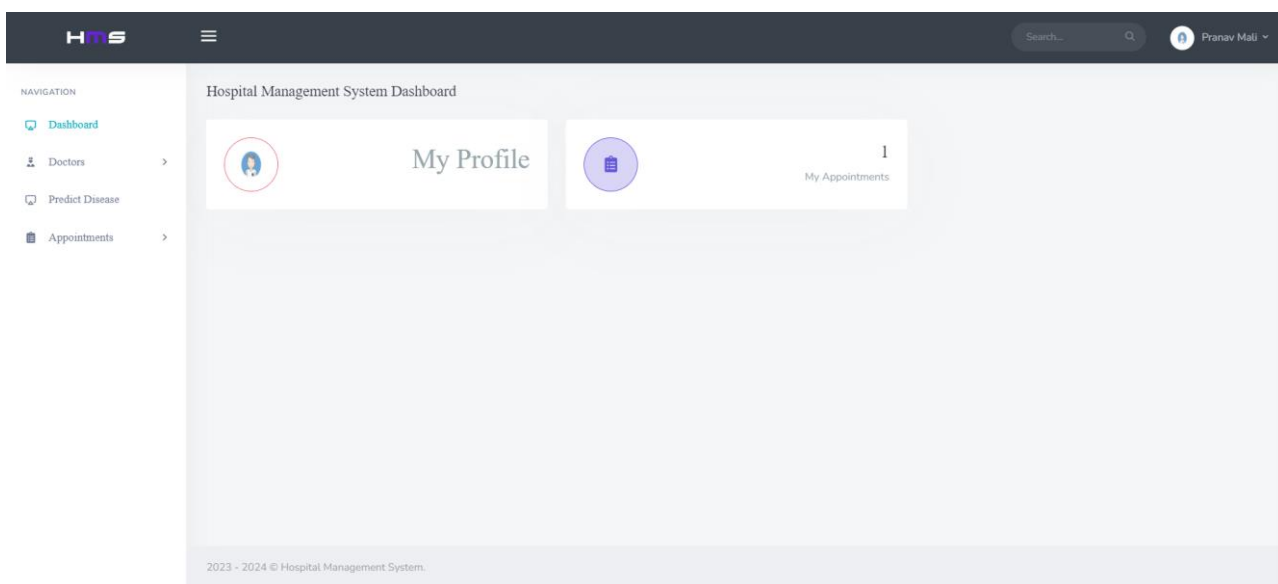 HMS
Search...
Pranav Mali
NAVIGATION
Hospital Management System Dashboard
Dashboard
Doctors
Predict Disease
Appointments
My Profile
1
My Appointments
2023 - 2024 © Hospital Management System.